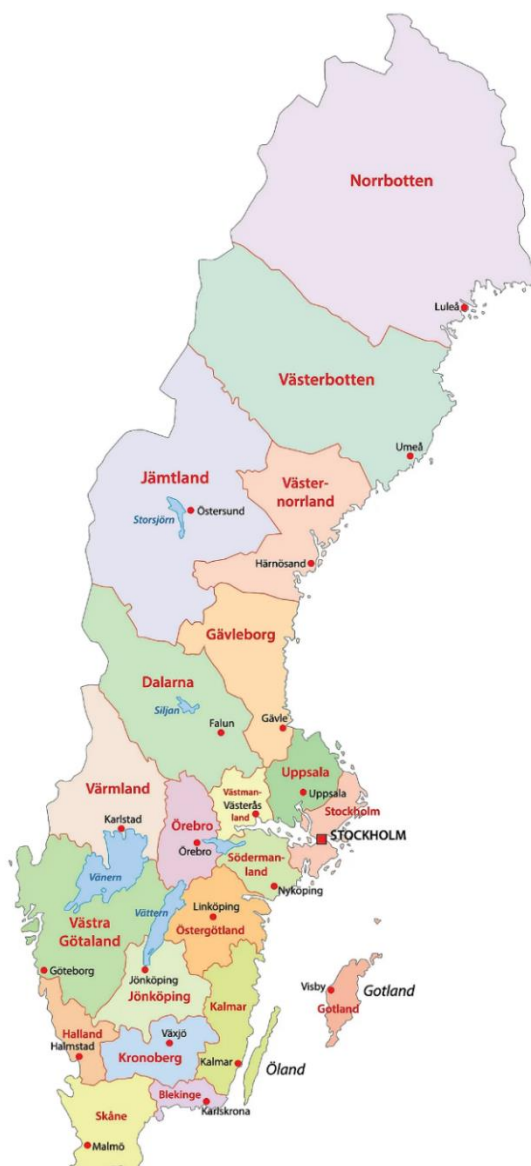 Norrbotten
Luleå
Västerbotten
Umeå
Jämtland
Väster-
norrland
Storsjörn
Östersund
Härnösand
Gävleborg
Dalarna
Siljan
Falun
Gävle
Uppsala
Värmland
Västman-
land
Västerås
Uppsala
Stockholm
Karlstad
Örebro
STOCKHOLM
Örebro
Söderman-
land
Vänern
Nyköping
Vättern
Linköping
Västra
Götaland
Östergötland
Göteborg
Jönköping
Jönköping
Visby
Gotland
Gotland
Kalmar
Halland
Halmstad
Växjö
Kronoberg
Kalmar
Öland
Blekinge
Karlskrona
Skåne
Malmö